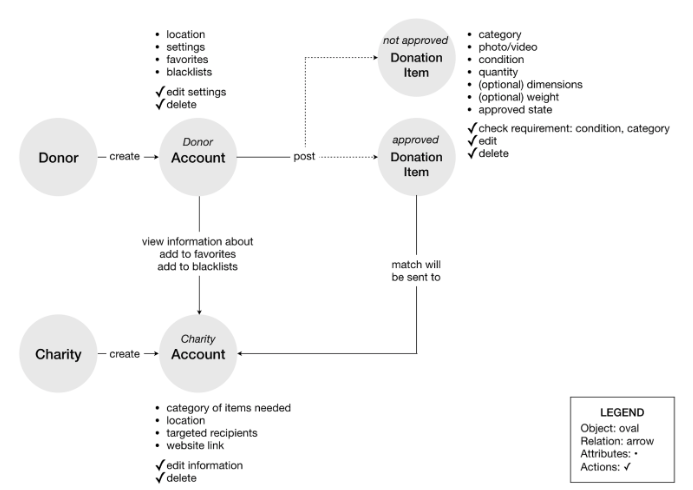 • location
• settings
• favorites
• blacklists
✓ edit settings
✓ delete
not approved
Donation
Item
• category
• photo/video
• condition
• quantity
• (optional) dimensions
• (optional) weight
• approved state
✓ check requirement: condition, category
✓ edit
✓ delete
Donor
create
Donor
Account
post
approved
Donation
Item
view information about
add to favorites
add to blacklists
match will
be sent to
Charity
create
Charity
Account
• category of items needed
• location
• targeted recipients
• website link
✓ edit information
✓ delete
LEGEND
Object: oval
Relation: arrow
Attributes: •
Actions: ✓